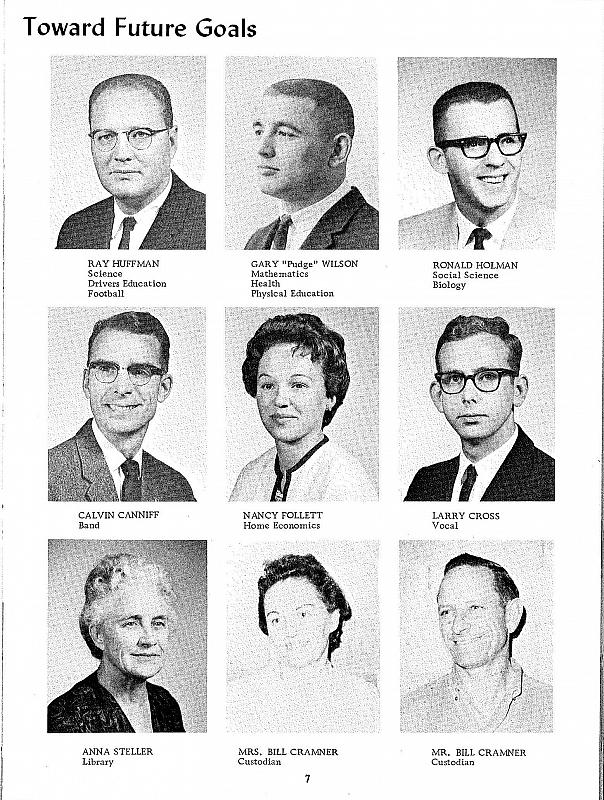 Toward Future Goals
RAY HUFFMAN
Science
Drivers Education
Football
GARY "Pudge" WILSON
Mathematics
Health
Physical Education
RONALD HOLMAN
Social Science
Biology
CALVIN CANNIFF
Band
NANCY FOLLETT
Home Economics
LARRY CROSS
Vocal
ANNA STELLER
Library
MRS. BILL CRAMNER
Custodian
MR. BILL CRAMNER
Custodian
7